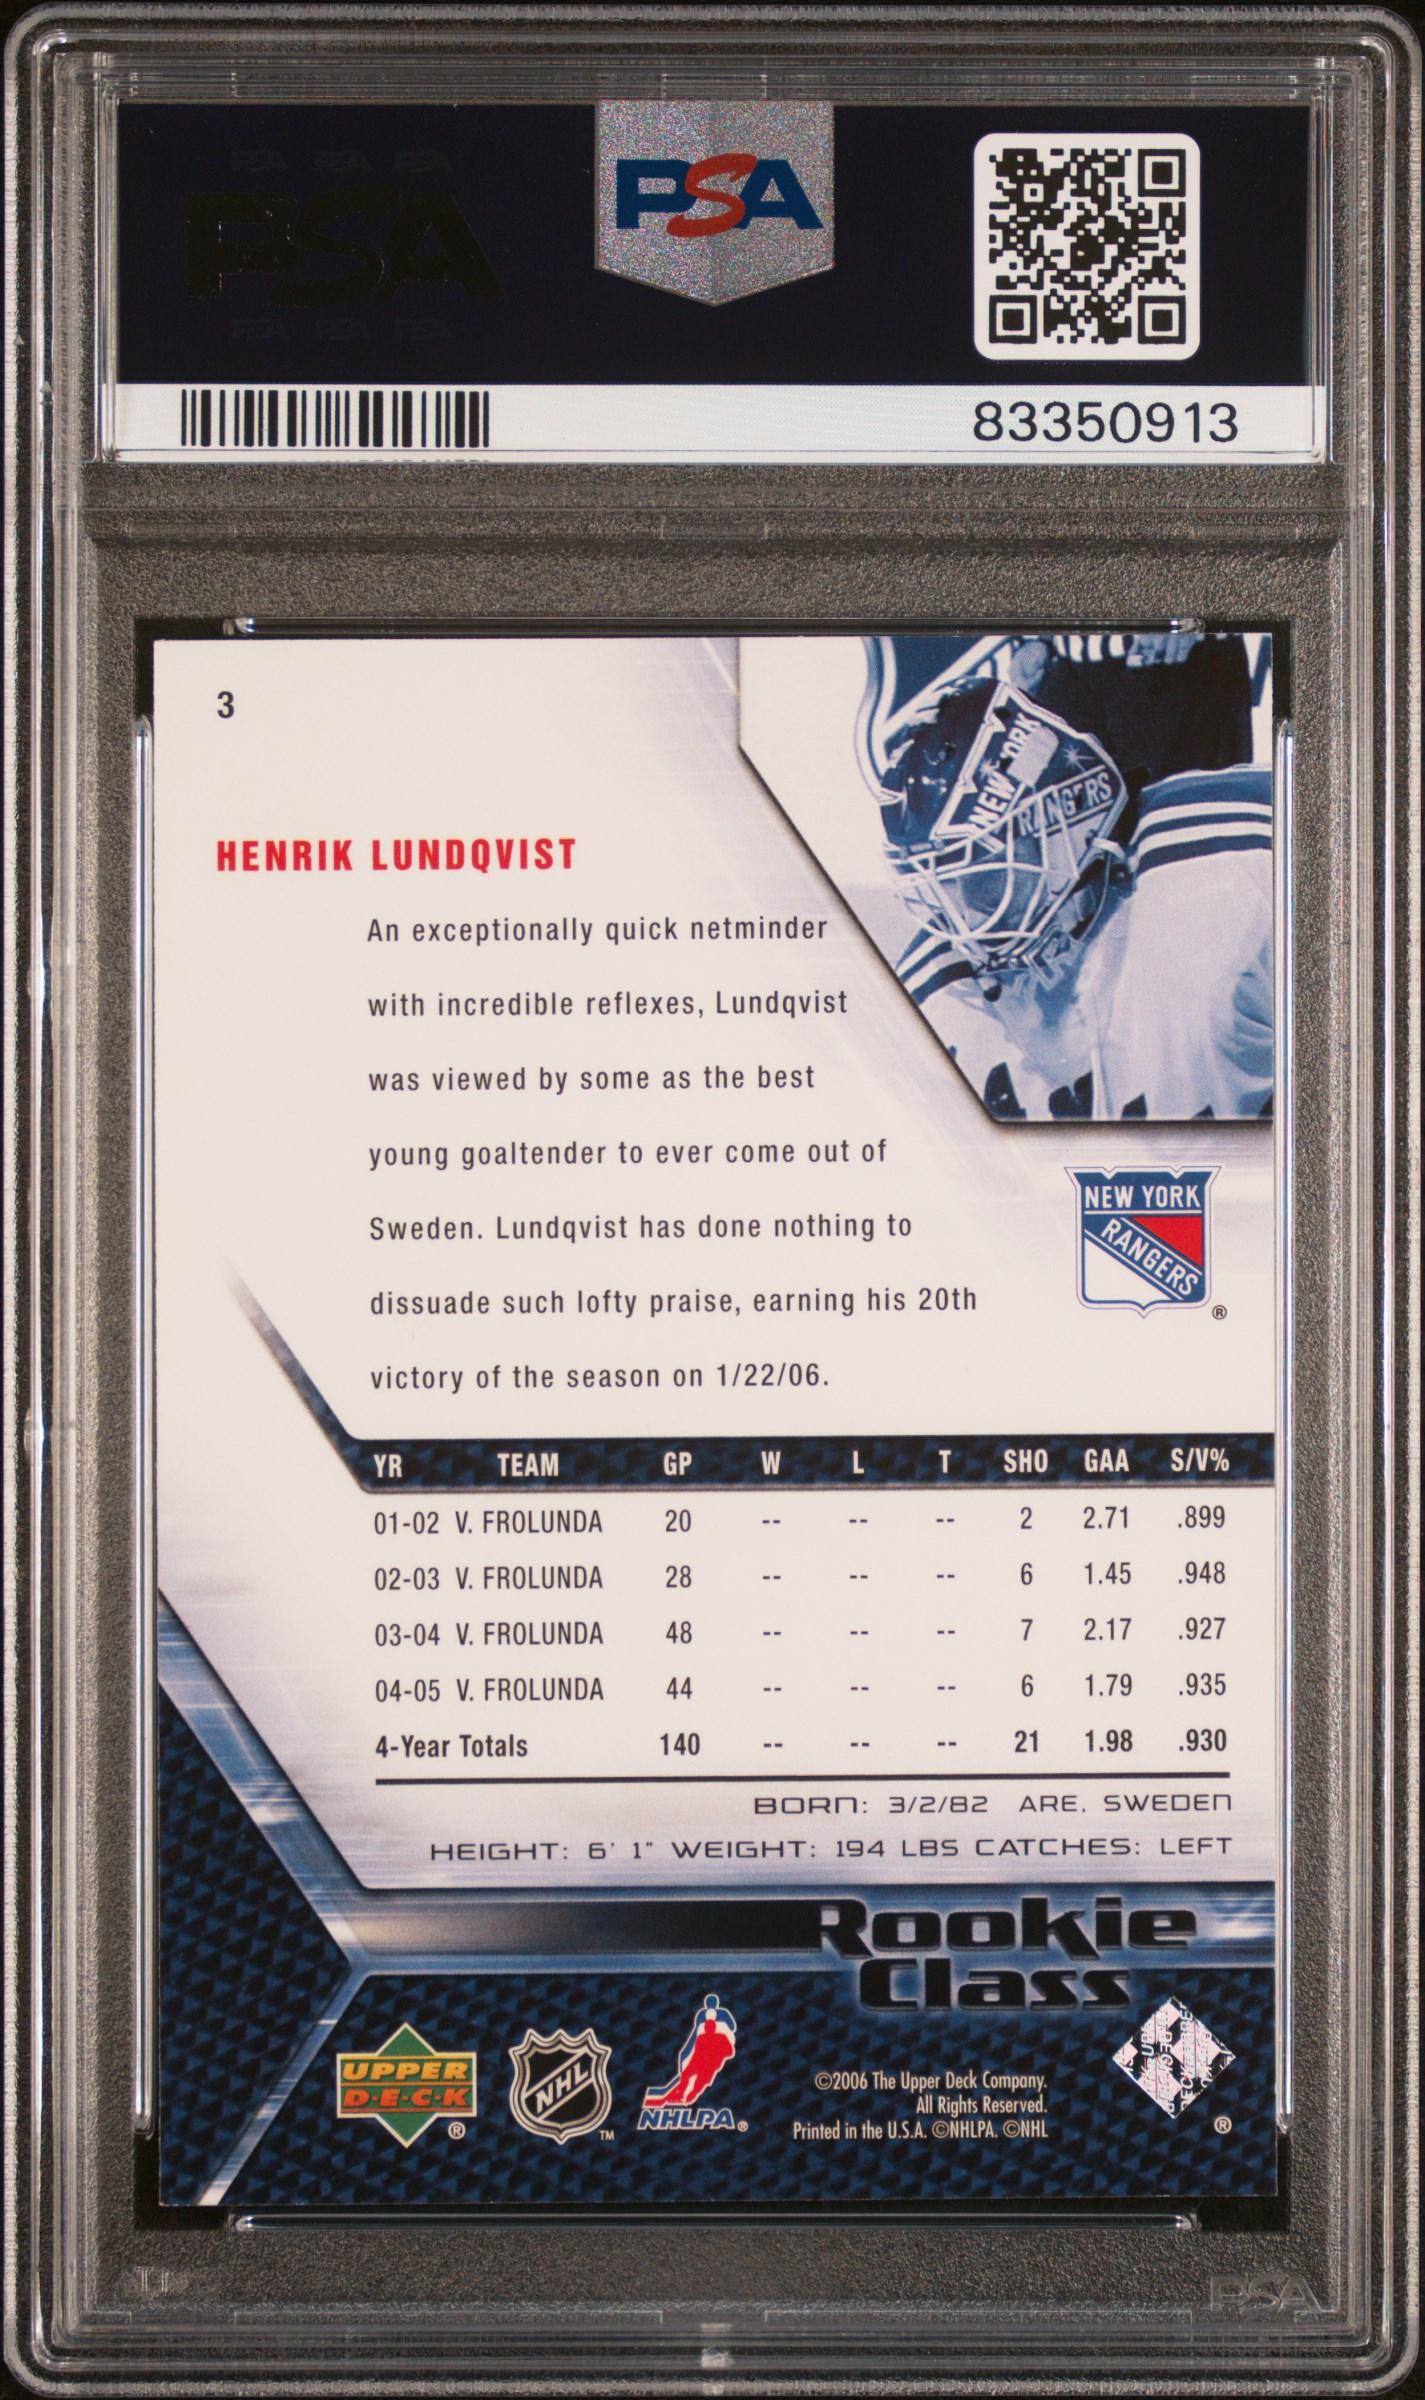 PSA PSA PSA
PSA
PSA PSA PSA
PSA
83350913
3
NEW YORK
RANGERS
HENRIK LUNDQVIST
An exceptionally quick netminder
with incredible reflexes, Lundqvist
was viewed by some as the best
young goaltender to ever come out of
Sweden. Lundqvist has done nothing to
dissuade such lofty praise, earning his 20th
victory of the season on 1/22/06.
NEW YORK
RANGERS
®
YR TEAM GP W L T SHO GAA S/V%
01-02 V. FROLUNDA 20 -- -- -- 2 2.71 .899
02-03 V. FROLUNDA 28 -- -- -- 6 1.45 .948
03-04 V. FROLUNDA 48 -- -- -- 7 2.17 .927
04-05 V. FROLUNDA 44 -- -- -- 6 1.79 .935
4-Year Totals 140 -- -- -- 21 1.98 .930
BORN: 3/2/82 ARE, SWEDEN
HEIGHT: 6' 1" WEIGHT: 194 LBS CATCHES: LEFT
Rookie
Class
UPPER
D·E·C·K
®
NHL
™
NHLPA®
©2006 The Upper Deck Company.
All Rights Reserved.
Printed in the U.S.A. ©NHLPA. ©NHL
®
PSA